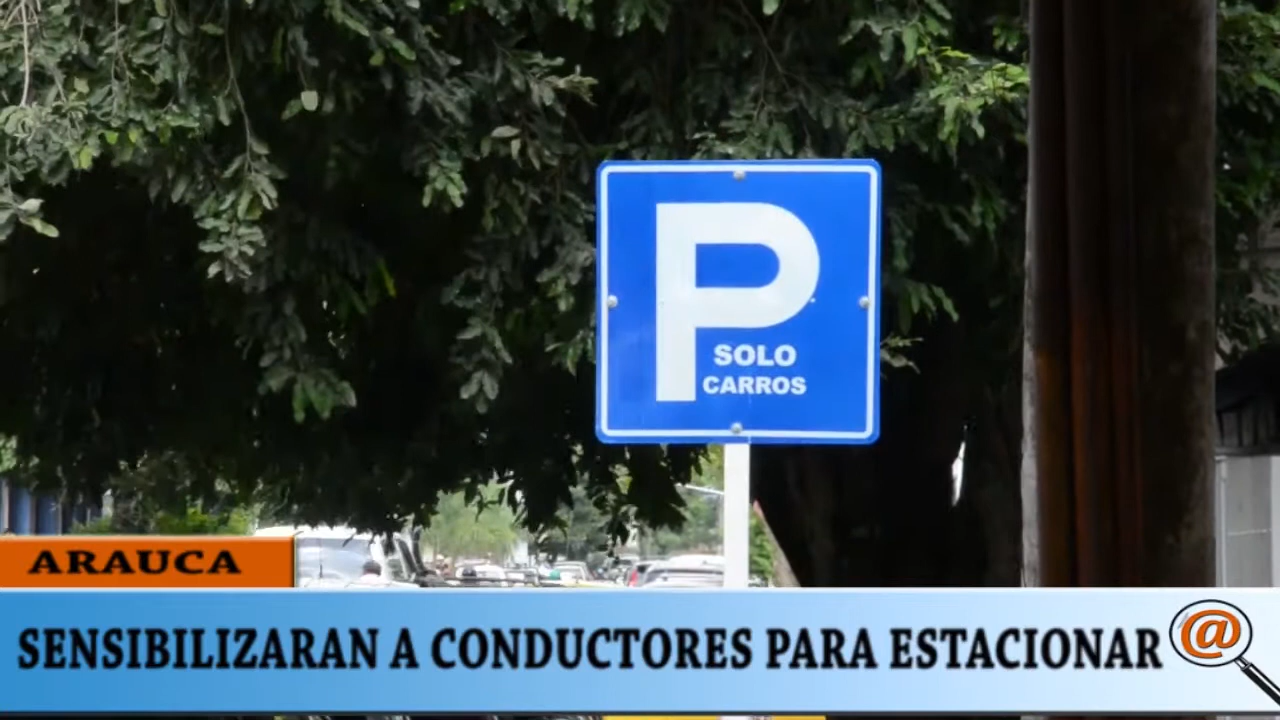 P
SOLO
CARROS
ARAUCA
SENSIBILIZARAN A CONDUCTORES PARA ESTACIONAR
@